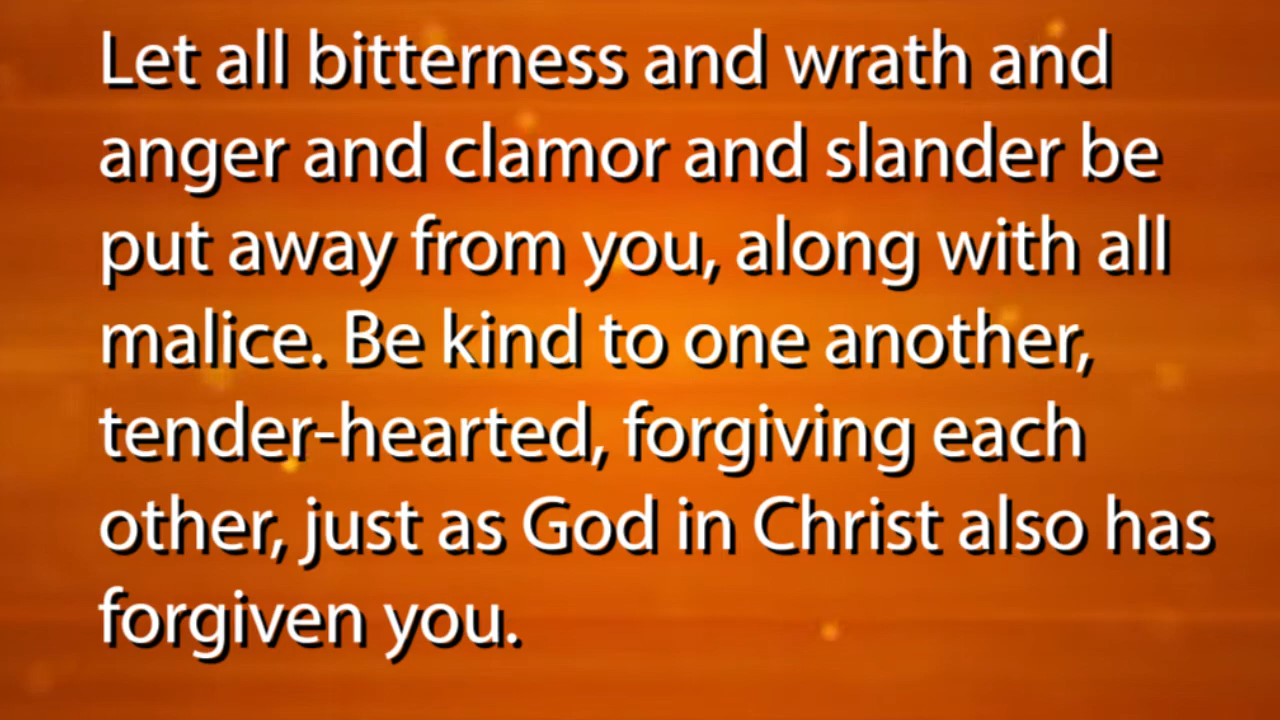 Let all bitterness and wrath and
anger and clamor and slander be
put away from you, along with all
malice. Be kind to one another,
tender-hearted, forgiving each
other, just as God in Christ also has
forgiven you.